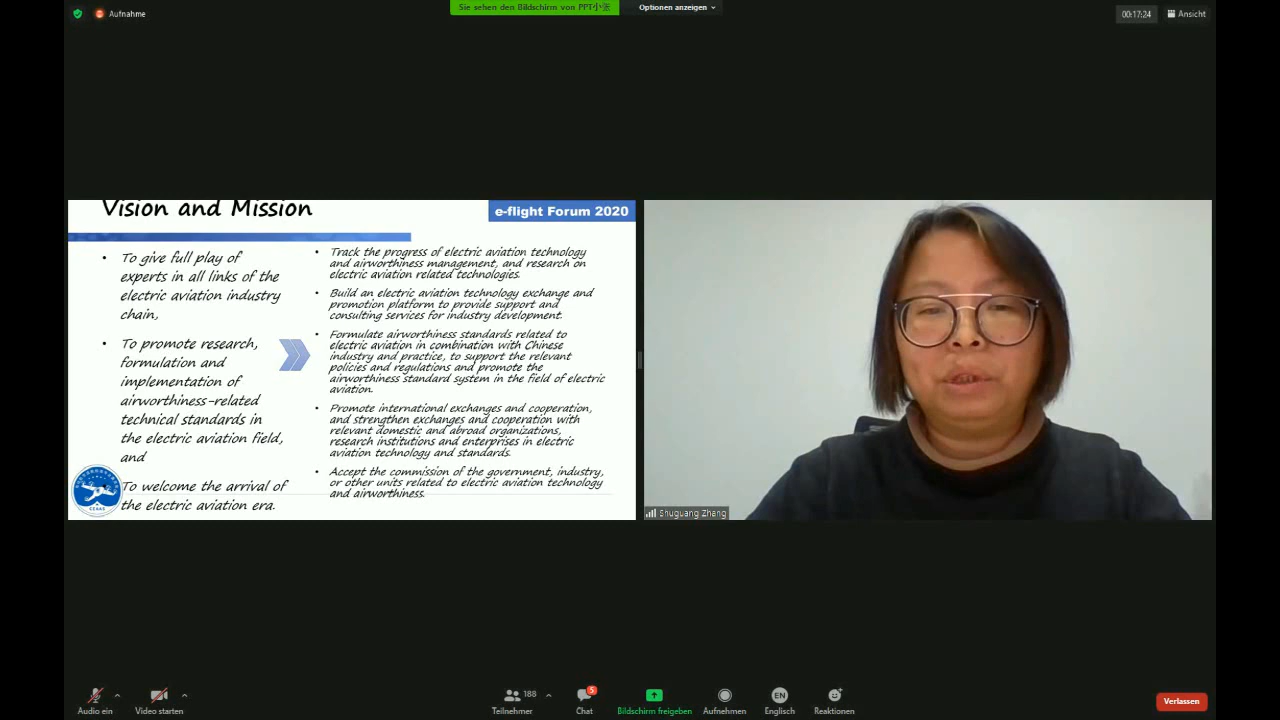 Aufnahme
Sie sehen den Bildschirm von PPT小张
Optionen anzeigen
00:17:24
Ansicht
Vision and Mission
e-flight Forum 2020
• To give full play of
experts in all links of the
electric aviation industry
chain,
• To promote research,
formulation and
implementation of
airworthiness-related
technical standards in
the electric aviation field,
and
To welcome the arrival of
the electric aviation era.
• Track the progress of electric aviation technology
and airworthiness management, and research on
electric aviation related technologies.
• Build an electric aviation technology exchange and
promotion platform to provide support and
consulting services for industry development.
• Formulate airworthiness standards related to
electric aviation in combination with Chinese
industry and practice, to support the relevant
policies and regulations and promote the
airworthiness standard system in the field of electric
aviation.
• Promote international exchanges and cooperation,
and strengthen exchanges and cooperation with
relevant domestic and abroad organizations,
research institutions and enterprises in electric
aviation technology and standards.
• Accept the commission of the government, industry,
or other units related to electric aviation technology
and airworthiness.
Shuguang Zhang
Audio ein
Video starten
188
Teilnehmer
5
Chat
Bildschirm freigeben
Aufnehmen
EN
Englisch
Reaktionen
Verlassen